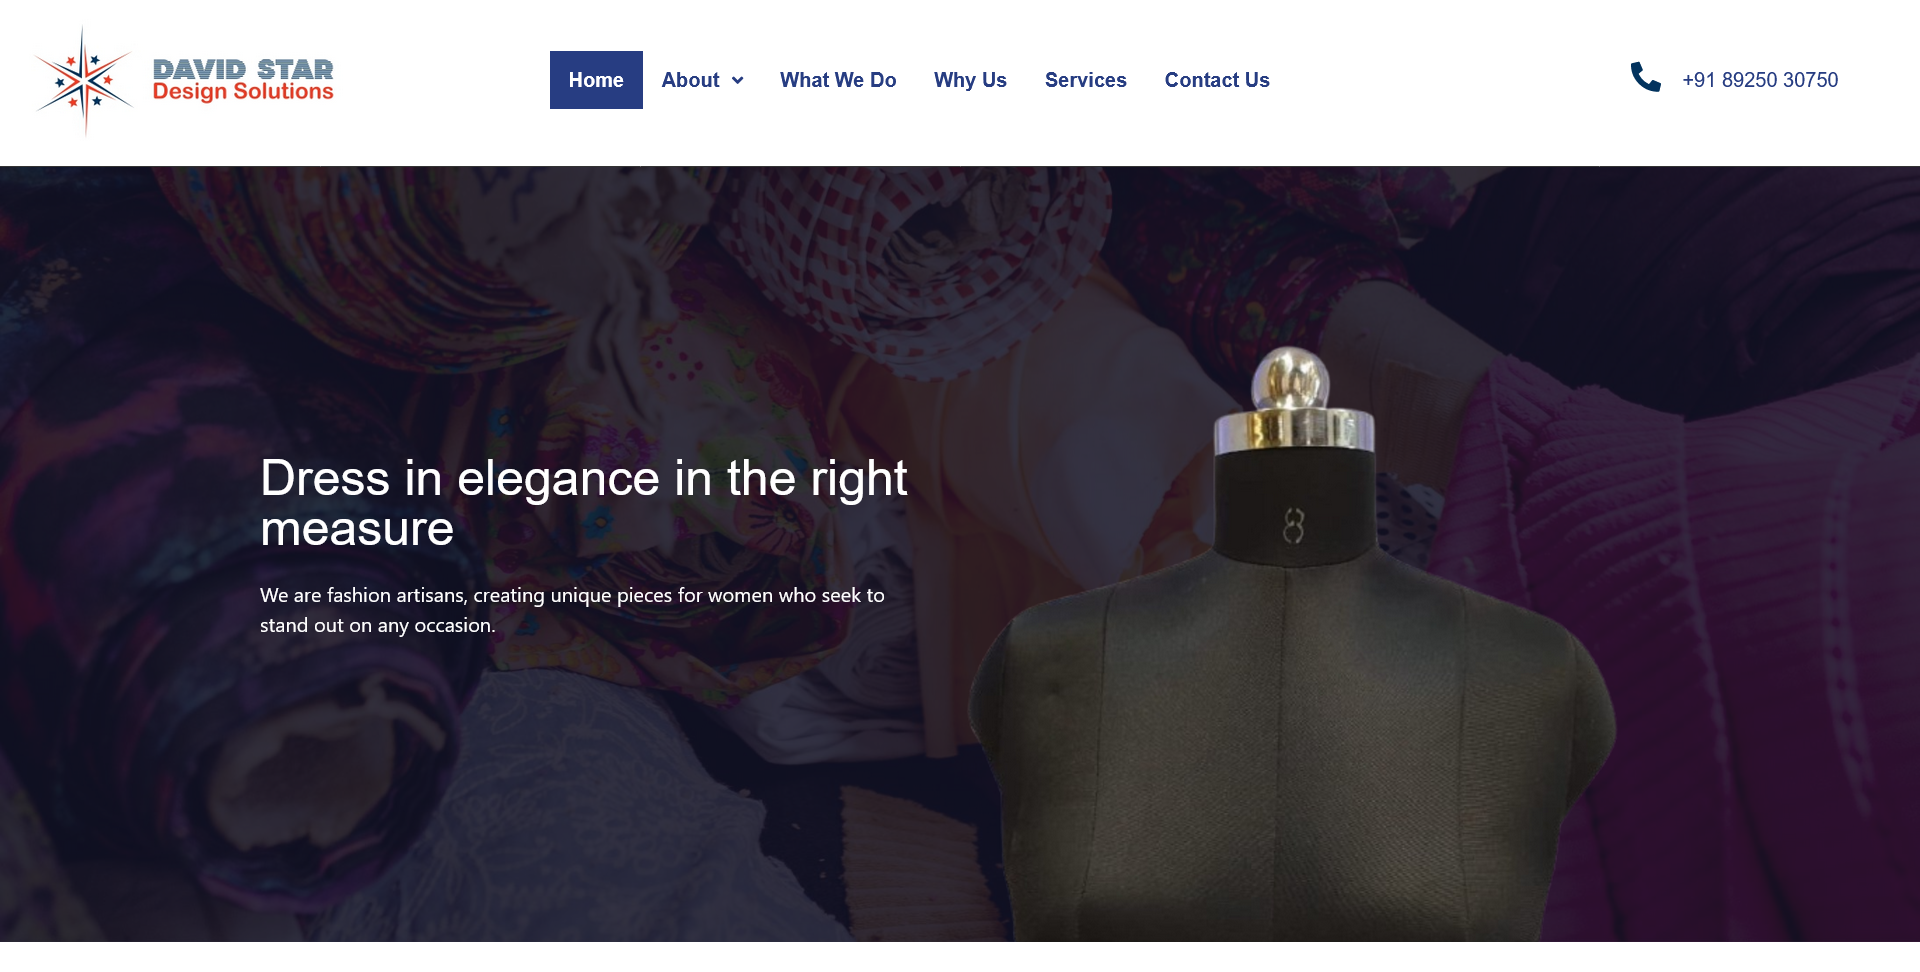 DAVID STAR
Design Solutions
Home
About
What We Do
Why Us
Services
Contact Us
+91 89250 30750
8
Dress in elegance in the right
measure
We are fashion artisans, creating unique pieces for women who seek to
stand out on any occasion.